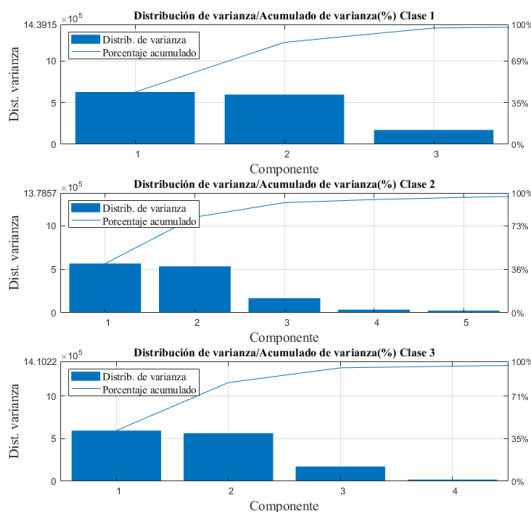 Distribución de varianza/Acumulado de varianza(%) Clase 1
14.3915 ×10^5
100%
Distrib. de varianza
Porcentaje acumulado
10
69%
5
35%
0
0%
Dist. varianza
1 2 3
Componente
Distribución de varianza/Acumulado de varianza(%) Clase 2
13.7857 ×10^5
100%
Distrib. de varianza
Porcentaje acumulado
10
73%
5
36%
0
0%
Dist. varianza
1 2 3 4 5
Componente
Distribución de varianza/Acumulado de varianza(%) Clase 3
14.1022 ×10^5
100%
Distrib. de varianza
Porcentaje acumulado
10
71%
5
35%
0
0%
Dist. varianza
1 2 3 4
Componente